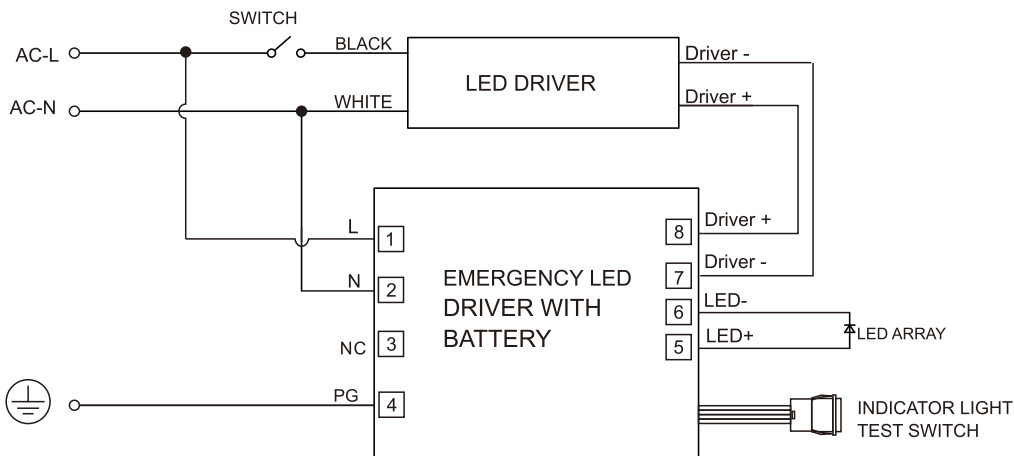 SWITCH
AC-L
BLACK
LED DRIVER
Driver -
AC-N
WHITE
Driver +
L
1
8
Driver +
N
2
EMERGENCY LED
DRIVER WITH
BATTERY
7
Driver -
6
LED-
NC
3
5
LED+
LED ARRAY
PG
4
INDICATOR LIGHT
TEST SWITCH